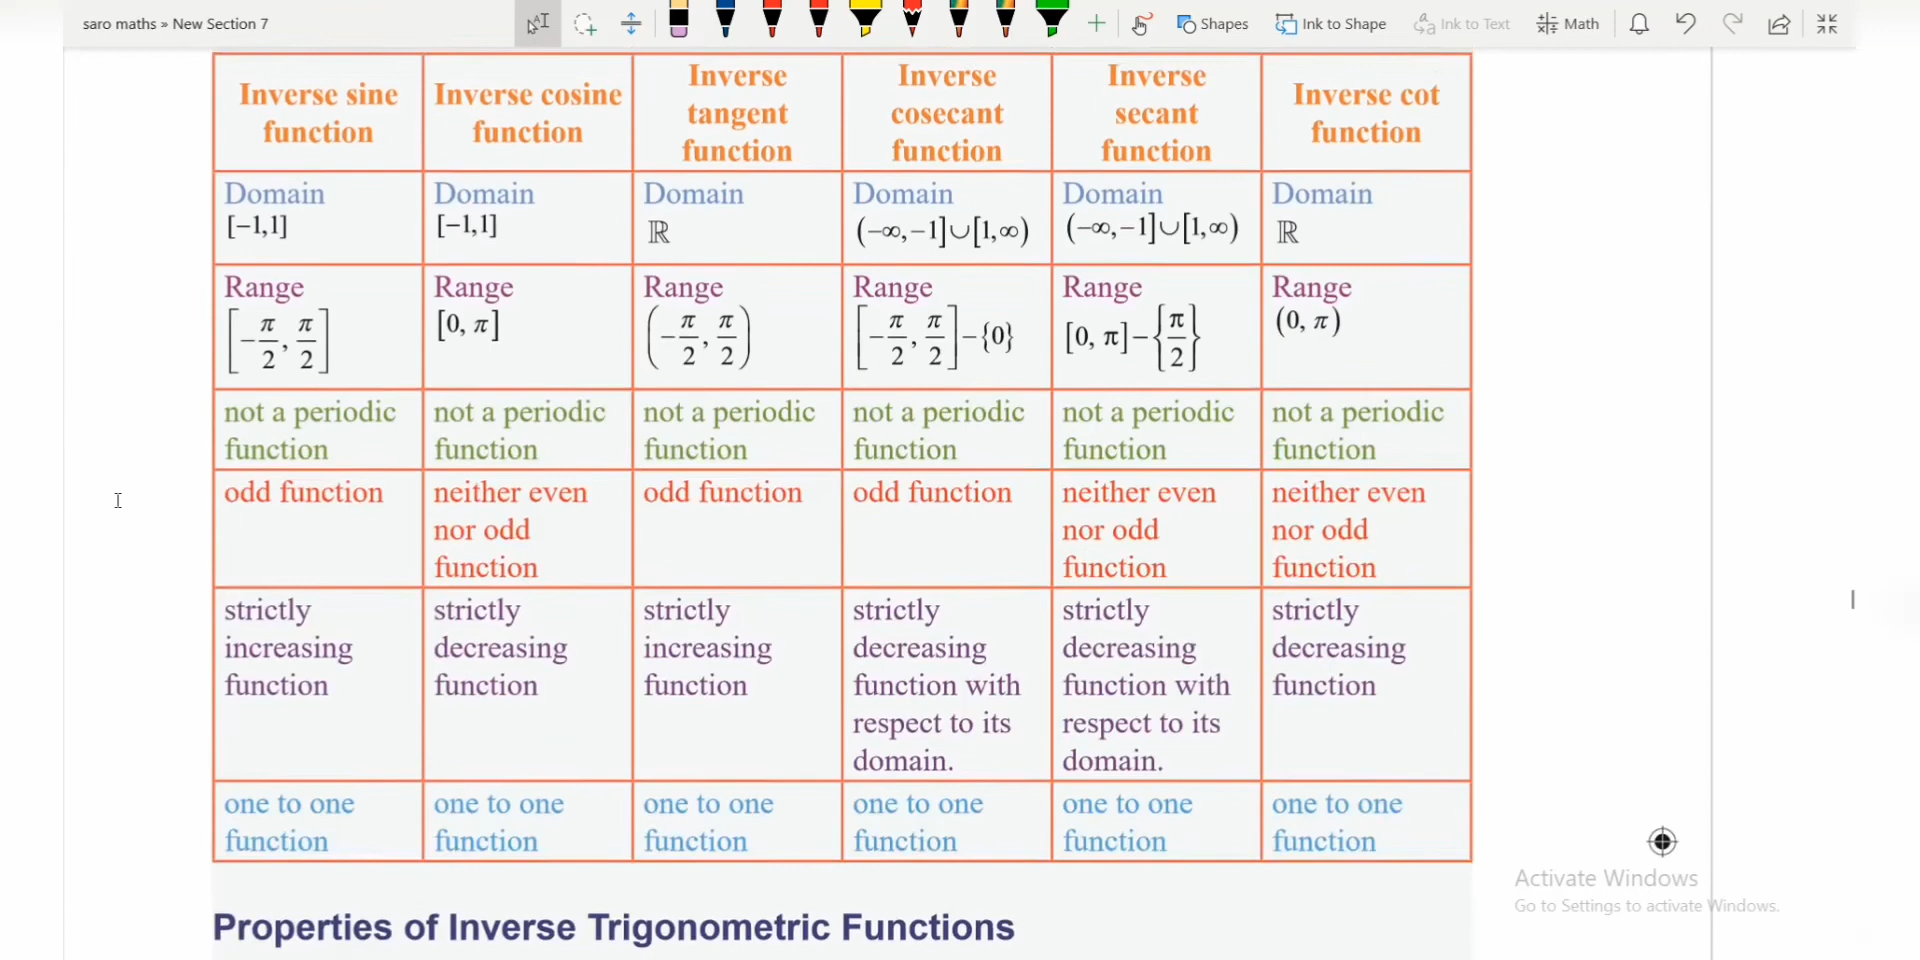 saro maths » New Section 7
Shapes Ink to Shape Ink to Text Math
Inverse sine function
Inverse cosine function
Inverse tangent function
Inverse cosecant function
Inverse secant function
Inverse cot function
Domain
[−1,1]
Domain
[−1,1]
Domain
ℝ
Domain
(−∞,−1]∪[1,∞)
Domain
(−∞,−1]∪[1,∞)
Domain
ℝ
Range
[−π/2, π/2]
Range
[0, π]
Range
(−π/2, π/2)
Range
[−π/2, π/2]−{0}
Range
[0, π]−{π/2}
Range
(0, π)
not a periodic function
not a periodic function
not a periodic function
not a periodic function
not a periodic function
not a periodic function
odd function
neither even nor odd function
odd function
odd function
neither even nor odd function
neither even nor odd function
strictly increasing function
strictly decreasing function
strictly increasing function
strictly decreasing function with respect to its domain.
strictly decreasing function with respect to its domain.
strictly decreasing function
one to one function
one to one function
one to one function
one to one function
one to one function
one to one function
Properties of Inverse Trigonometric Functions
Activate Windows
Go to Settings to activate Windows.